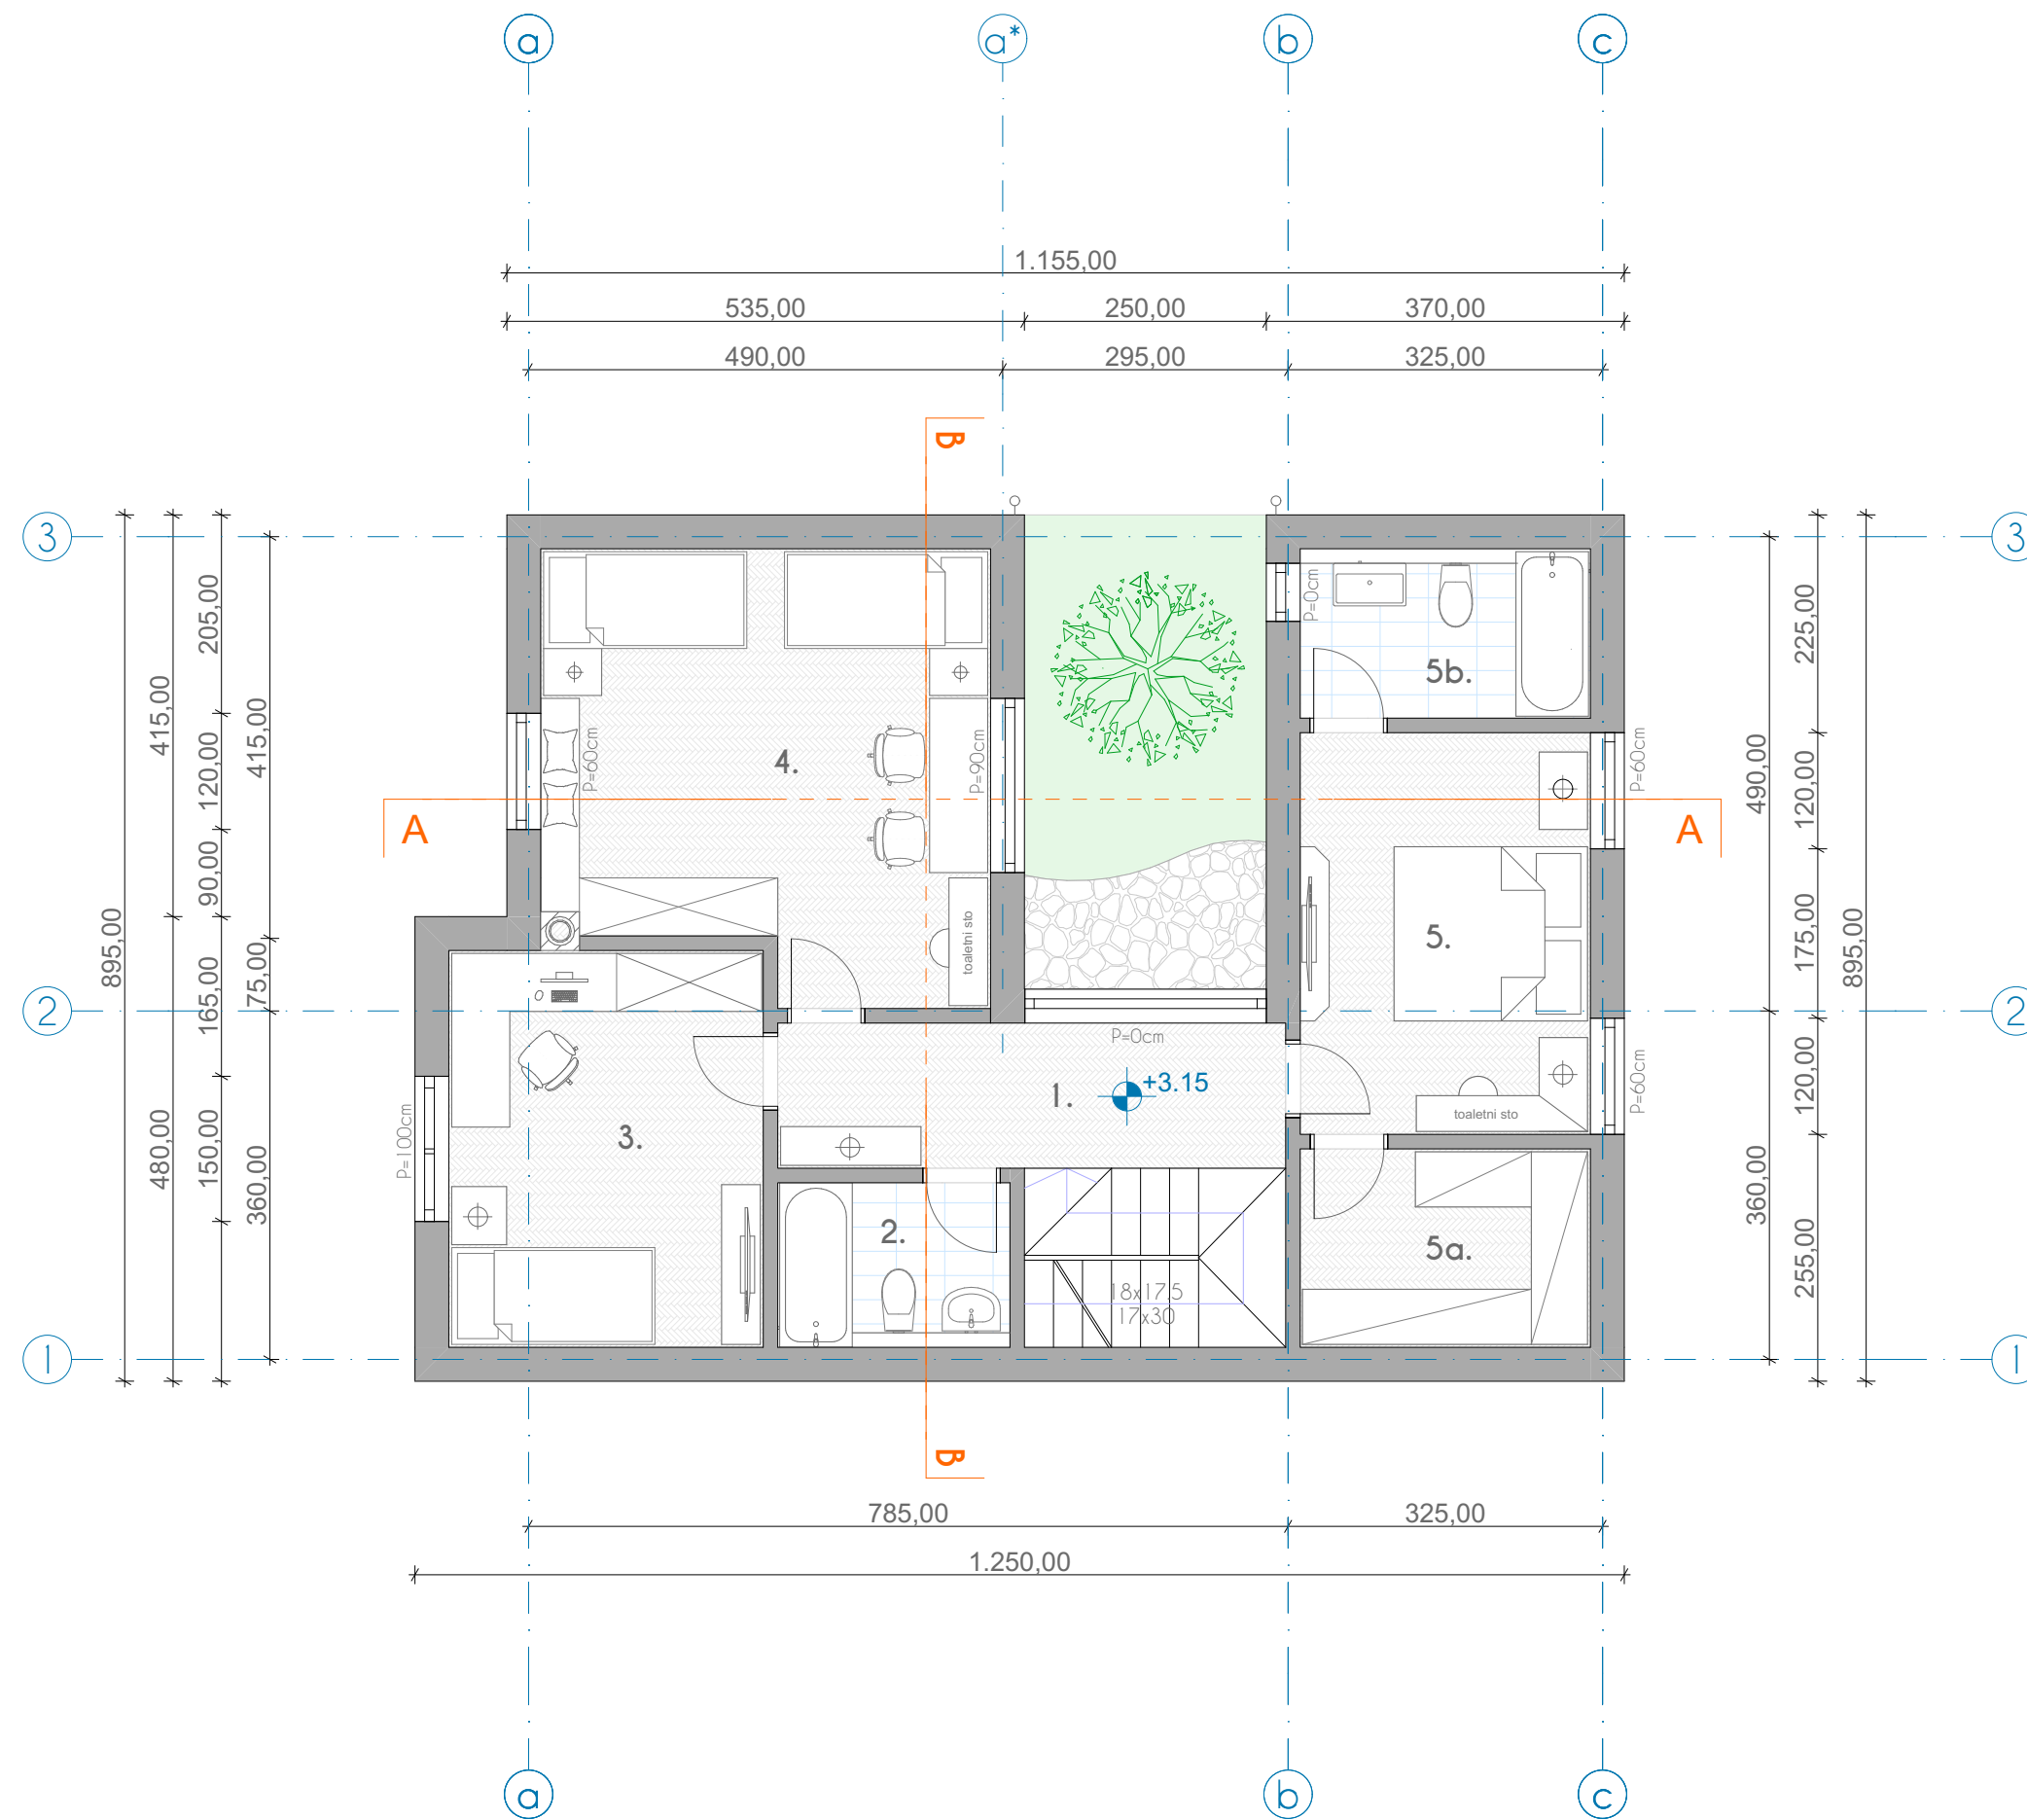 a a* b c
1.155,00
535,00 250,00 370,00
490,00 295,00 325,00
B
3 3
205,00
225,00
P=0cm
5b.
415,00
415,00
120,00
P=60cm
4.
P=90cm
P=60cm
490,00
120,00
A A
90,00
895,00
toaletni sto
5.
175,00
895,00
75,00
165,00
2 2
P=0cm
1.
+3.15
P=60cm
120,00
toaletni sto
P=100cm
3.
480,00
150,00
360,00
360,00
2.
5a.
255,00
18x17.5
17x30
1 1
B
785,00 325,00
1.250,00
a b c